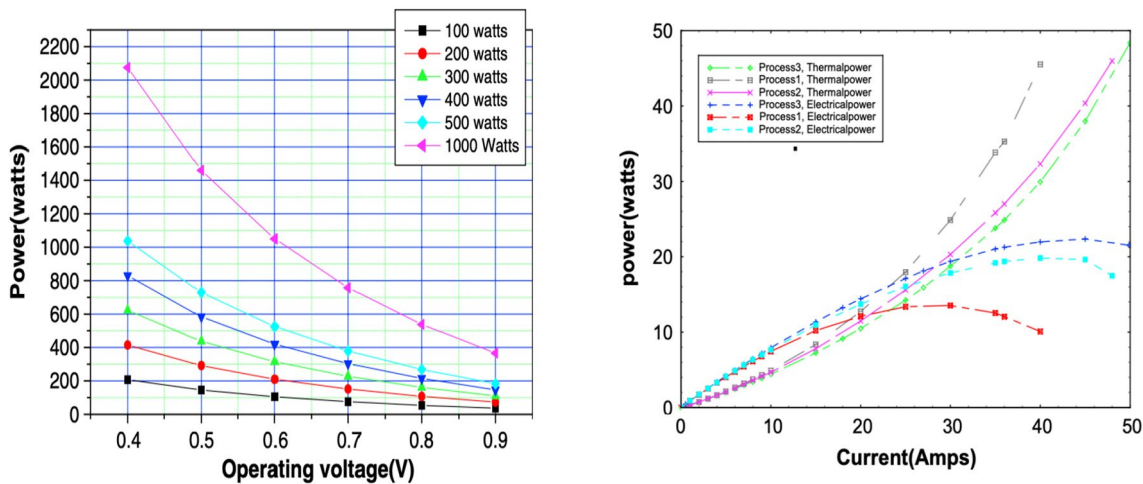 2200
2000
1800
1600
1400
1200
1000
800
600
400
200
0
Power(watts)
0.4 0.5 0.6 0.7 0.8 0.9
Operating voltage(V)
100 watts
200 watts
300 watts
400 watts
500 watts
1000 Watts
50
40
30
20
10
0
power(watts)
0 10 20 30 40 50
Current(Amps)
Process3, Thermalpower
Process1, Thermalpower
Process2, Thermalpower
Process3, Electricalpower
Process1, Electricalpower
Process2, Electricalpower